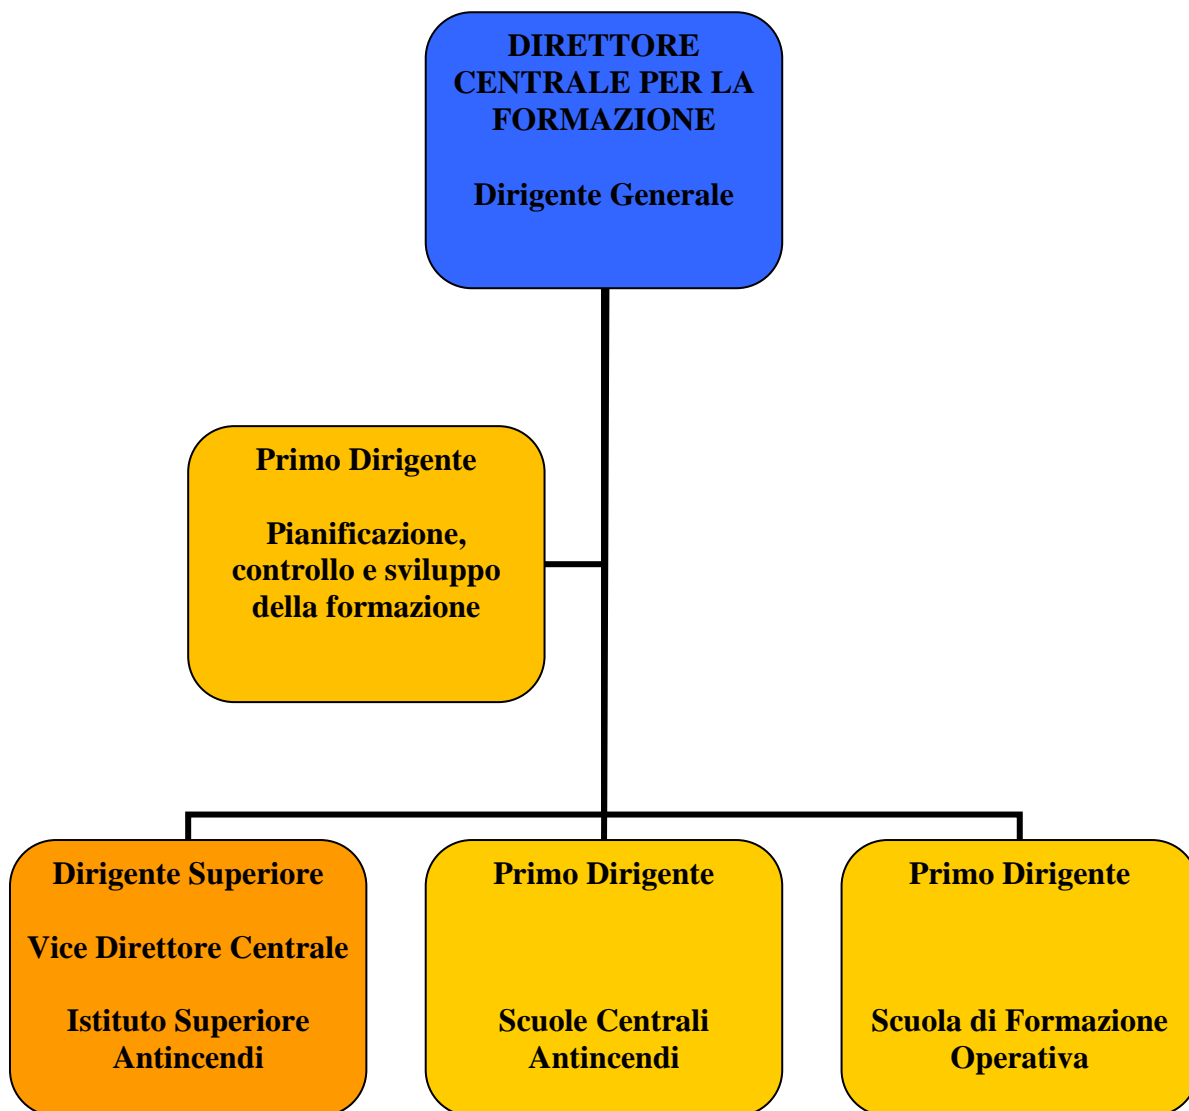 DIRETTORE
CENTRALE PER LA
FORMAZIONE
Dirigente Generale
Primo Dirigente
Pianificazione,
controllo e sviluppo
della formazione
Dirigente Superiore
Vice Direttore Centrale
Istituto Superiore
Antincendi
Primo Dirigente
Scuole Centrali
Antincendi
Primo Dirigente
Scuola di Formazione
Operativa